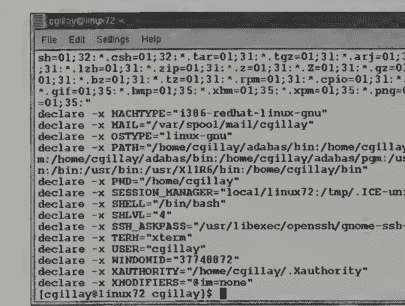 cgillay@linux72:~
File Edit Settings Help
sh=01;32:*.csh=01;32:*.tar=01;31:*.tgz=01;31:*.arj=01;3
;31:*.lzh=01;31:*.zip=01;31:*.z=01;31:*.Z=01;31:*.gz=0
01;31:*.bz=01;31:*.tz=01;31:*.rpm=01;31:*.cpio=01;31:*.
*.gif=01;35:*.bmp=01;35:*.xbm=01;35:*.xpm=01;35:*.png=0
=01;35:"
declare -x MACHTYPE="i386-redhat-linux-gnu"
declare -x MAIL="/var/spool/mail/cgillay"
declare -x OSTYPE="linux-gnu"
declare -x PATH="/home/cgillay/adabas/bin:/home/cgillay
m:/home/cgillay/adabas/bin:/home/cgillay/adabas/pgm:/us
n:/bin:/usr/bin:/usr/X11R6/bin:/home/cgillay/bin"
declare -x PWD="/home/cgillay"
declare -x SESSION_MANAGER="local/linux72:/tmp/.ICE-uni
declare -x SHELL="/bin/bash"
declare -x SHLVL="4"
declare -x SSH_ASKPASS="/usr/libexec/openssh/gnome-ssh-
declare -x TERM="xterm"
declare -x USER="cgillay"
declare -x WINDOWID="37748872"
declare -x XAUTHORITY="/home/cgillay/.Xauthority"
declare -x XMODIFIERS="@im=none"
[cgillay@linux72 cgillay]$